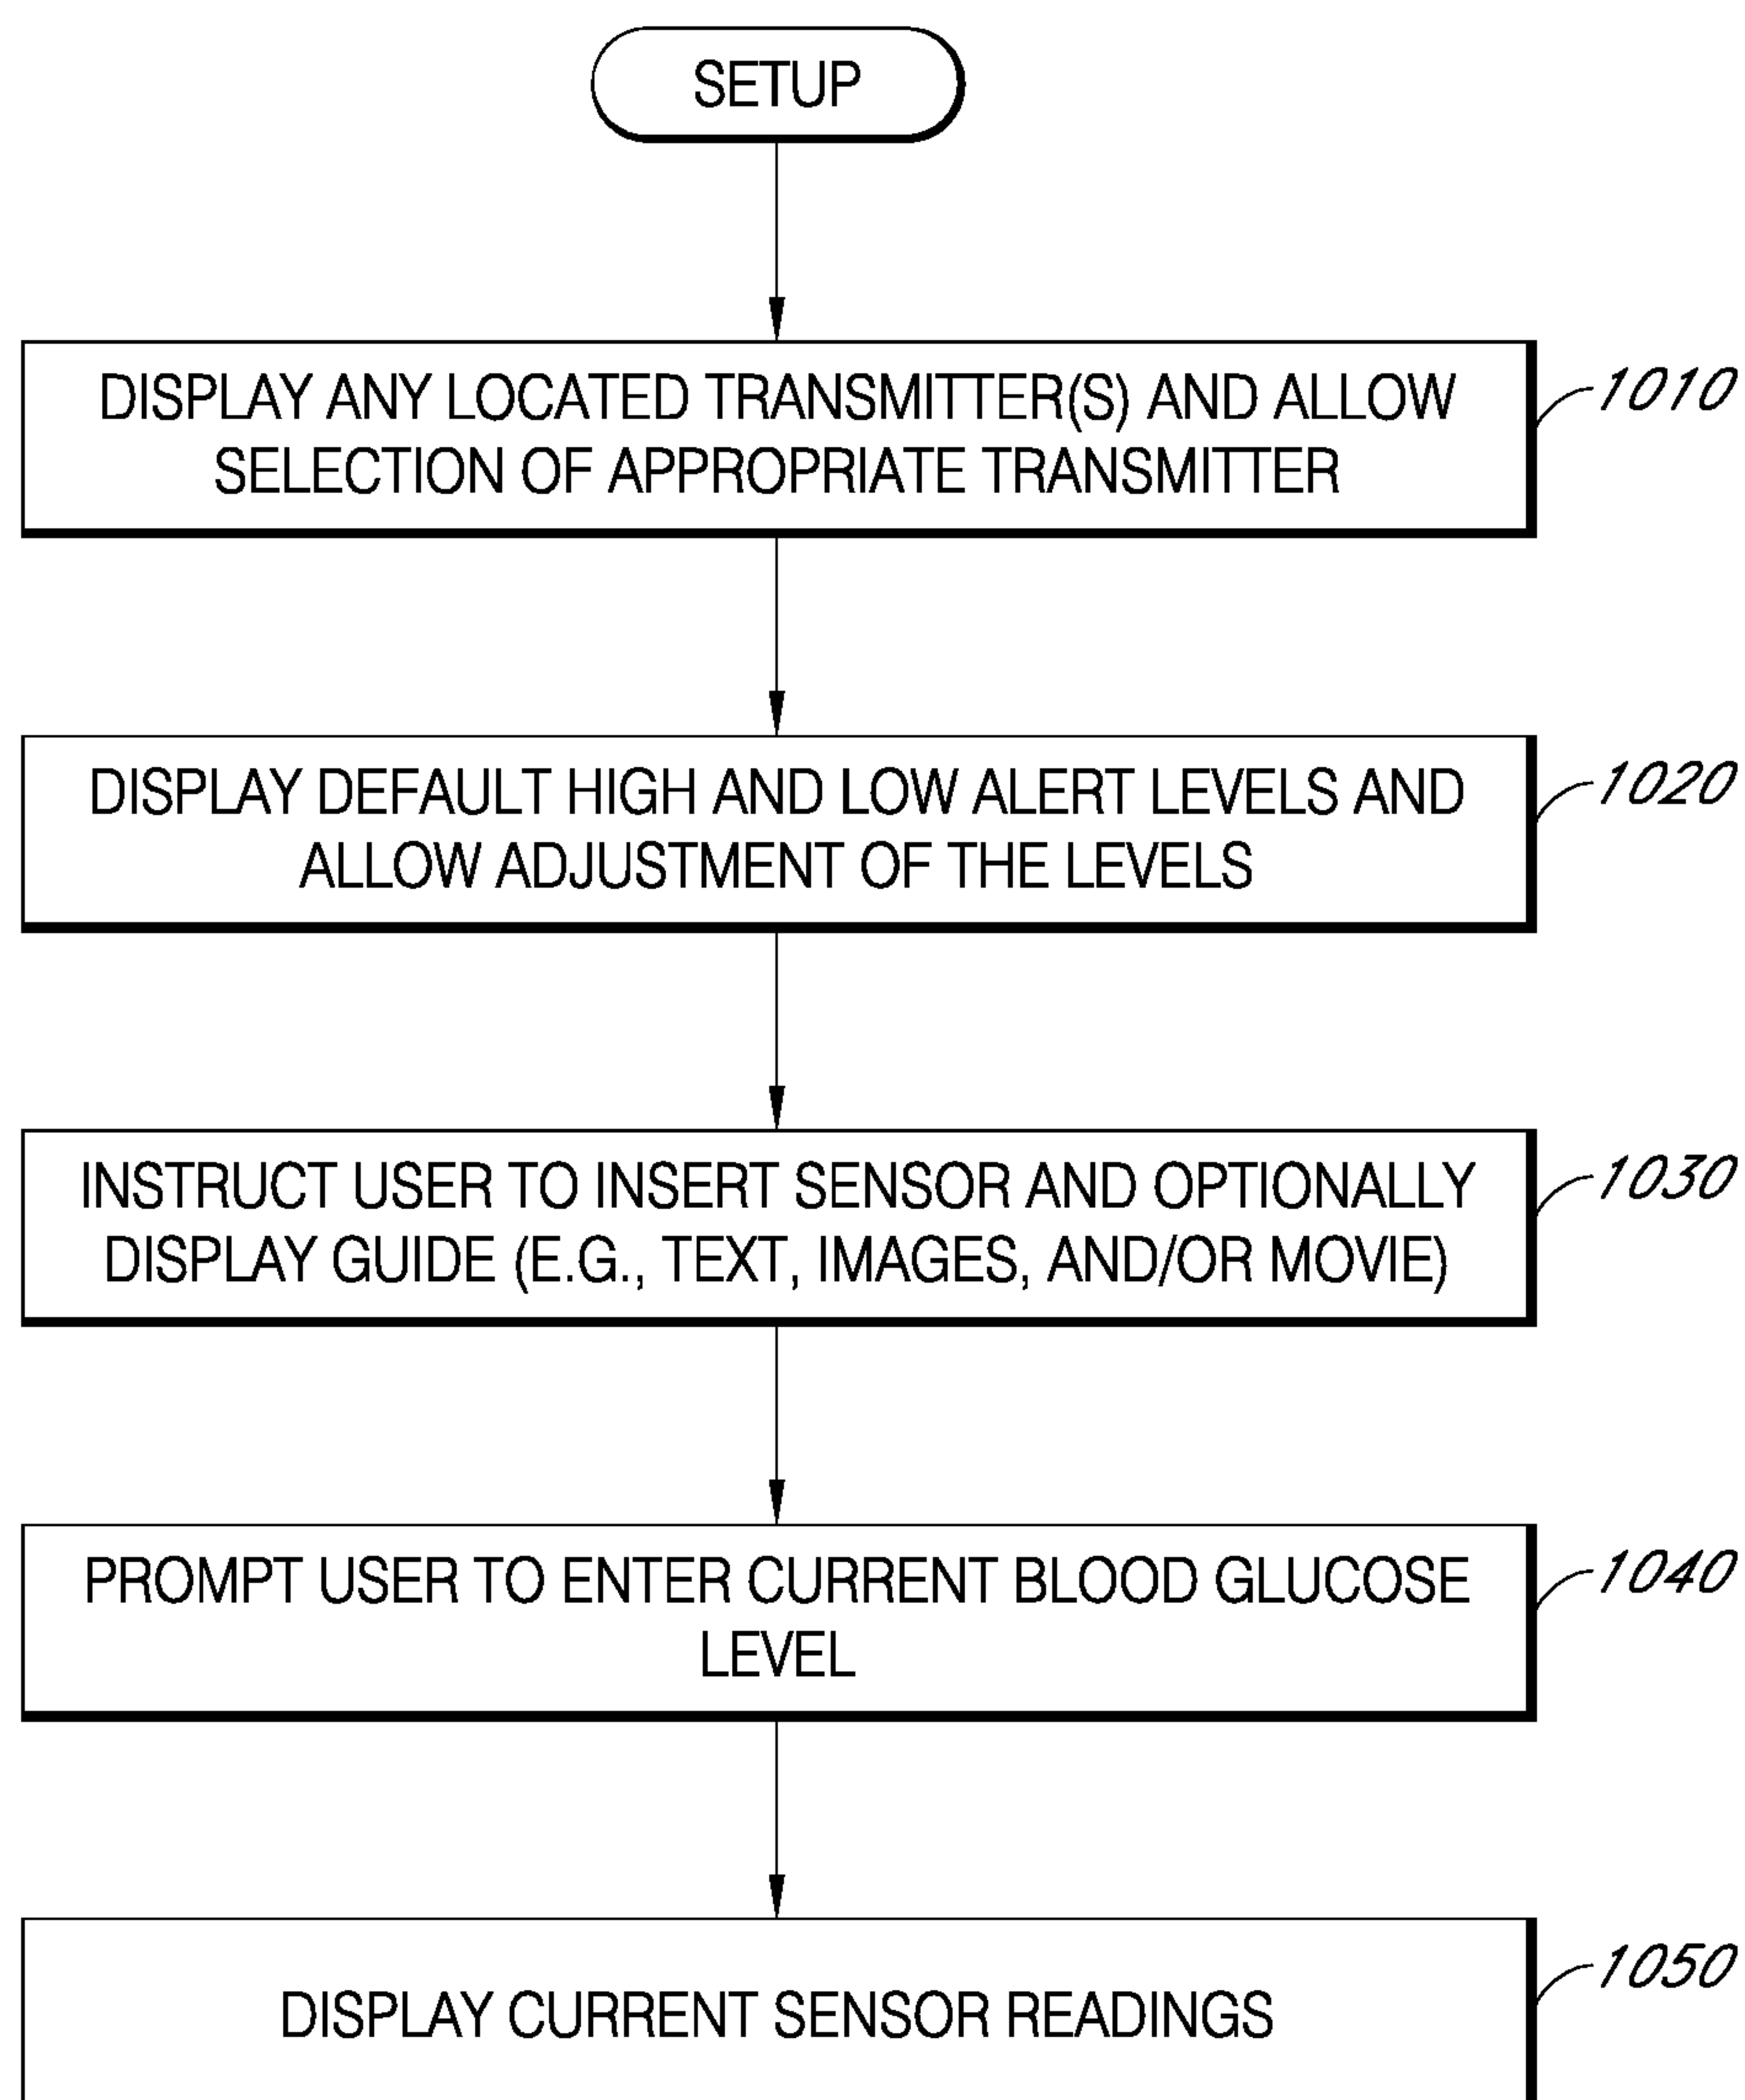 SETUP
DISPLAY ANY LOCATED TRANSMITTER(S) AND ALLOW
SELECTION OF APPROPRIATE TRANSMITTER
1010
DISPLAY DEFAULT HIGH AND LOW ALERT LEVELS AND
ALLOW ADJUSTMENT OF THE LEVELS
1020
INSTRUCT USER TO INSERT SENSOR AND OPTIONALLY
DISPLAY GUIDE (E.G., TEXT, IMAGES, AND/OR MOVIE)
1030
PROMPT USER TO ENTER CURRENT BLOOD GLUCOSE
LEVEL
1040
DISPLAY CURRENT SENSOR READINGS
1050